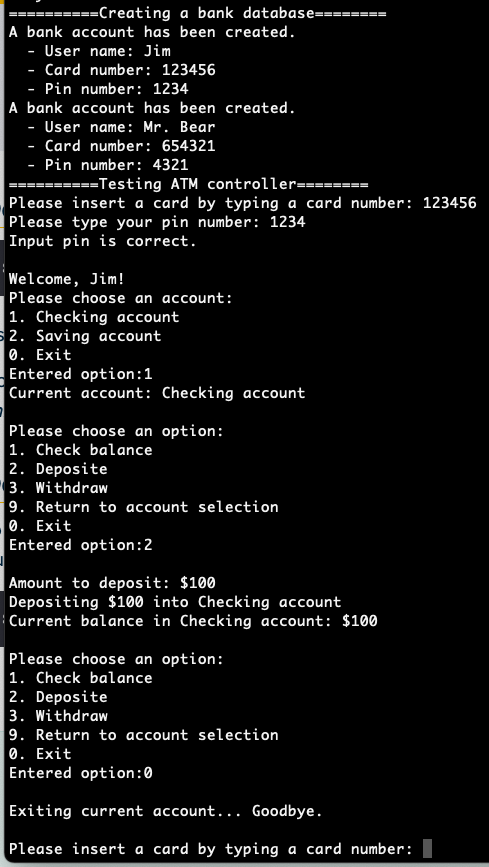 ==========Creating a bank database========
A bank account has been created.
  - User name: Jim
  - Card number: 123456
  - Pin number: 1234
A bank account has been created.
  - User name: Mr. Bear
  - Card number: 654321
  - Pin number: 4321
==========Testing ATM controller========
Please insert a card by typing a card number: 123456
Please type your pin number: 1234
Input pin is correct.

Welcome, Jim!
Please choose an account:
1. Checking account
2. Saving account
0. Exit
Entered option:1
Current account: Checking account

Please choose an option:
1. Check balance
2. Deposite
3. Withdraw
9. Return to account selection
0. Exit
Entered option:2

Amount to deposit: $100
Depositing $100 into Checking account
Current balance in Checking account: $100

Please choose an option:
1. Check balance
2. Deposite
3. Withdraw
9. Return to account selection
0. Exit
Entered option:0

Exiting current account... Goodbye.

Please insert a card by typing a card number: